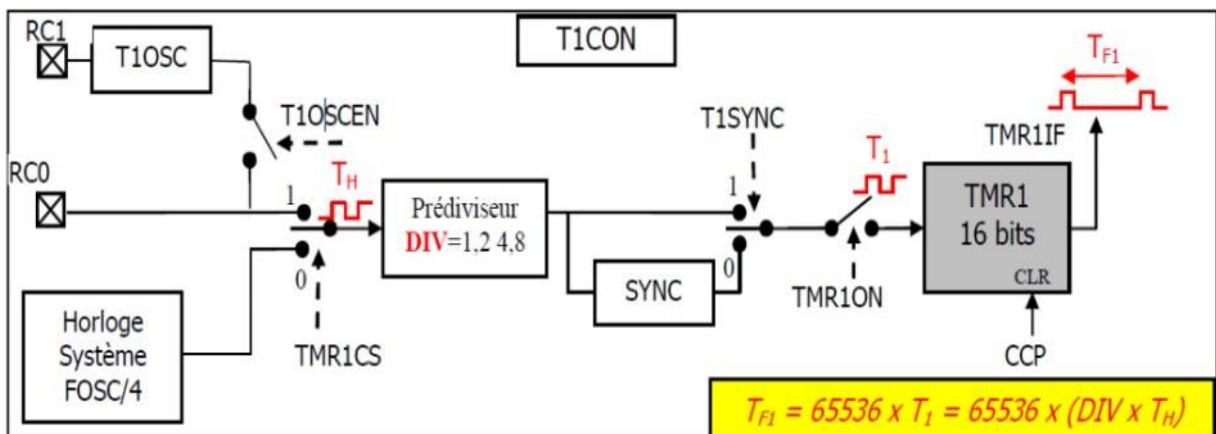 RC1
T1OSC
T1CON
T1OSCEN
T1SYNC
T_F1
TMR1IF
RC0
1
T_H
Prédiviseur
DIV=1,2 4,8
1
T_1
TMR1
16 bits
CLR
0
SYNC
0
TMR1ON
Horloge
Système
FOSC/4
TMR1CS
CCP
T_F1 = 65536 x T_1 = 65536 x (DIV x T_H)